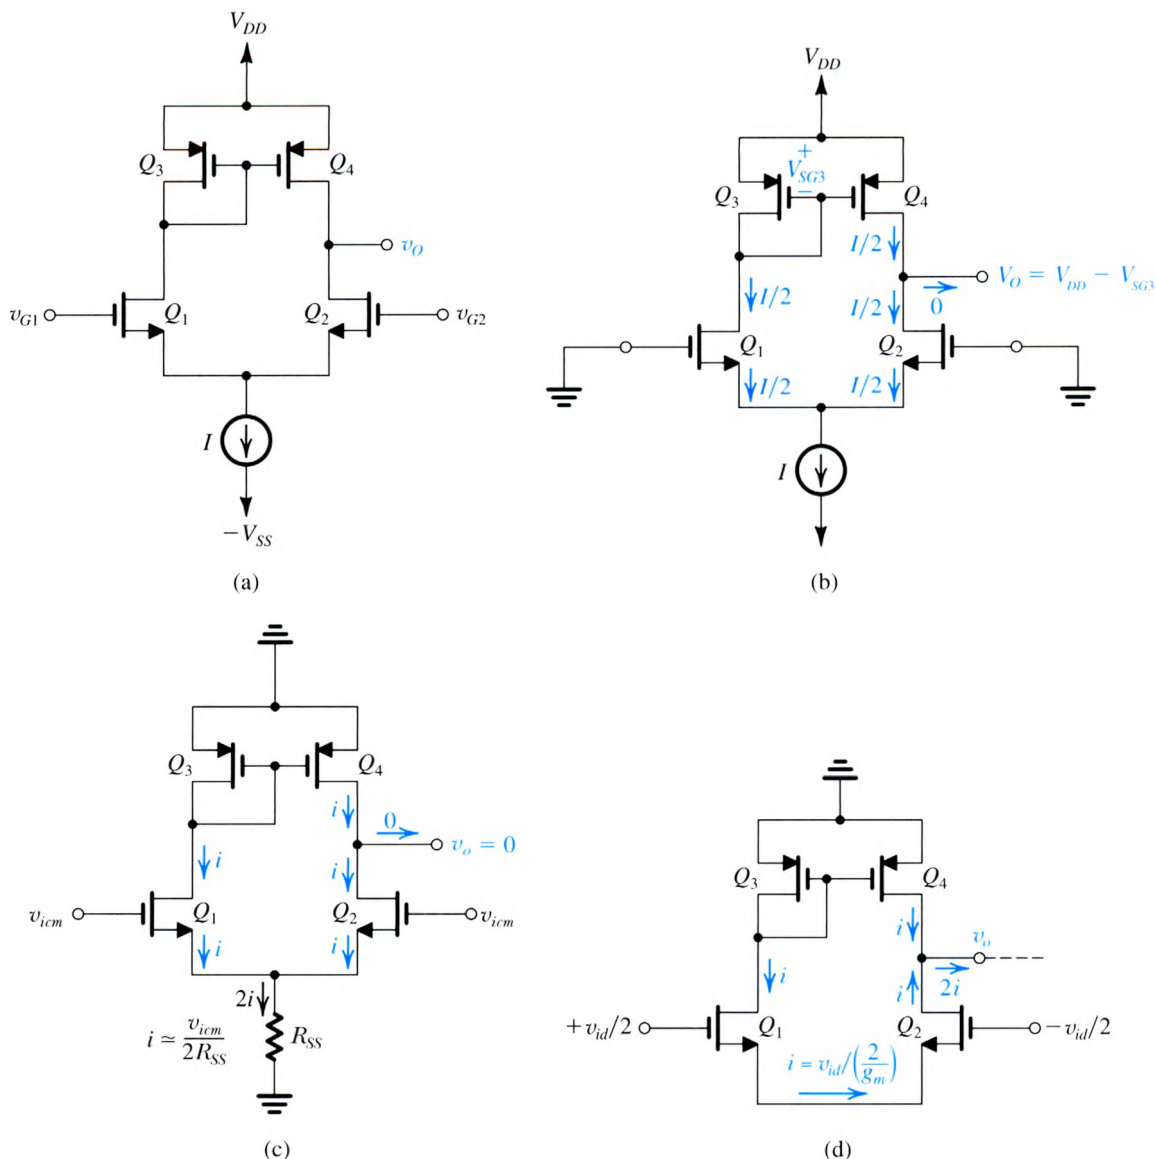 V_DD
Q_3
Q_4
v_O
v_G1
Q_1
Q_2
v_G2
I
−V_SS
(a)
V_DD
+
V_SG3
−
Q_3
Q_4
I/2
V_O = V_DD − V_SG3
0
I/2
I/2
Q_1
Q_2
I/2
I/2
I
(b)
Q_3
Q_4
i
0
v_o = 0
i
i
v_icm
Q_1
Q_2
v_icm
i
i
2i
i ≃ v_icm / 2R_SS
R_SS
(c)
Q_3
Q_4
i
v_o
i
i
2i
+v_id/2
Q_1
Q_2
−v_id/2
i = v_id/(2/g_m)
(d)